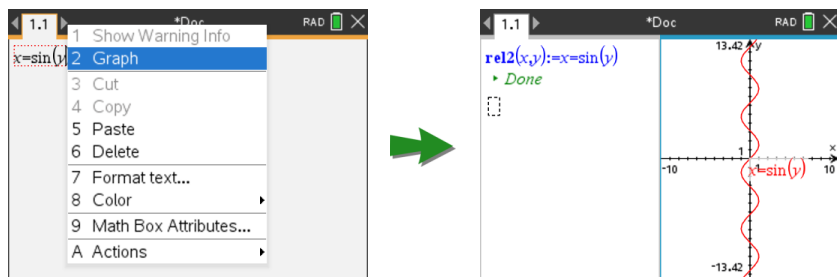 1.1 *Doc RAD
x=sin(y
1 Show Warning Info
2 Graph
3 Cut
4 Copy
5 Paste
6 Delete
7 Format text...
8 Color
9 Math Box Attributes...
A Actions
1.1 *Doc RAD
rel2(x,y):=x=sin(y)
Done
13.42 y
1 x
-10 1 10
x=sin(y)
-13.42